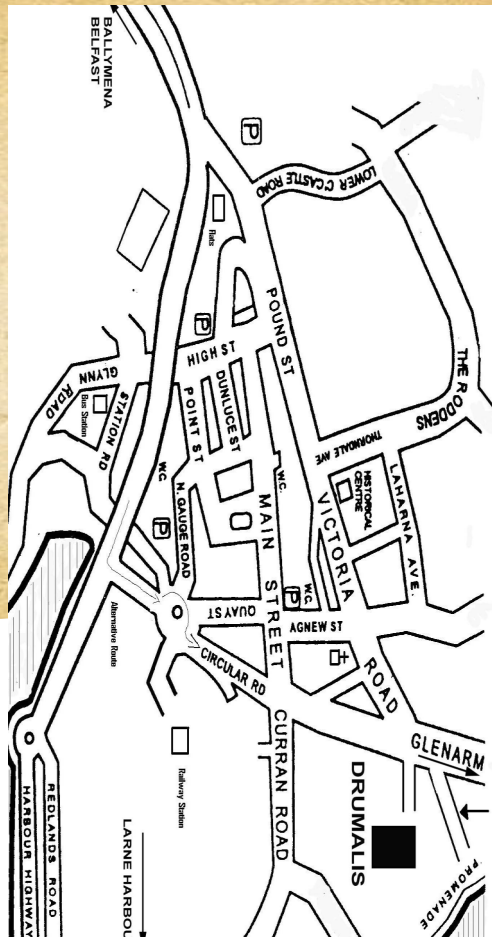 BALLYMENA
BELFAST
LOWER C'CASTLE ROAD
P
Flats
POUND ST
THE RODDENS
P
HIGH ST
DUNLUCE ST
POINT ST
GLYNN ROAD
Bus Station
STATION RD
THORNDALE AVE
LAHARNA AVE.
HISTORICAL
CENTRE
W.C.
W.C.
P
N. GAUGE ROAD
MAIN STREET
VICTORIA ROAD
W.C.
P
QUAY ST
AGNEW ST
Alternative Route
CIRCULAR RD
Railway Station
CURRAN ROAD
GLENARM
DRUMALIS
PROMENADE
REDLANDS ROAD
HARBOUR HIGHWAY
LARNE HARBOU